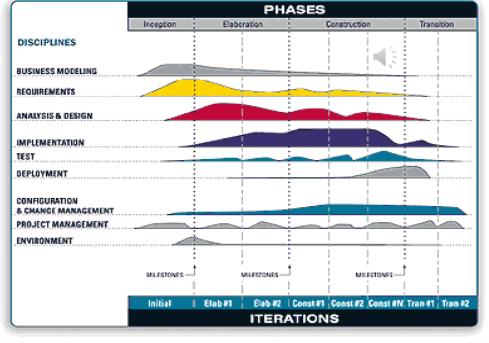 PHASES
Inception Elaboration Construction Transition
DISCIPLINES
BUSINESS MODELING
REQUIREMENTS
ANALYSIS & DESIGN
IMPLEMENTATION
TEST
DEPLOYMENT
CONFIGURATION
& CHANGE MANAGEMENT
PROJECT MANAGEMENT
ENVIRONMENT
MILESTONES MILESTONES MILESTONES
Initial Elab #1 Elab #2 Const #1 Const #2 Const #N Tran #1 Tran #2
ITERATIONS